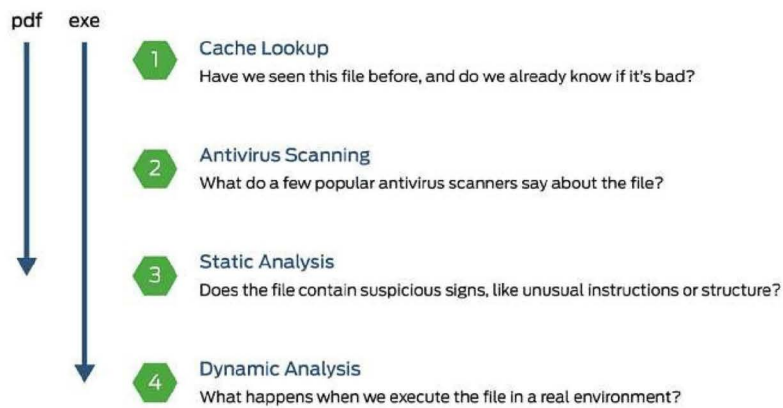 pdf exe
1
Cache Lookup
Have we seen this file before, and do we already know if it's bad?
2
Antivirus Scanning
What do a few popular antivirus scanners say about the file?
3
Static Analysis
Does the file contain suspicious signs, like unusual instructions or structure?
4
Dynamic Analysis
What happens when we execute the file in a real environment?